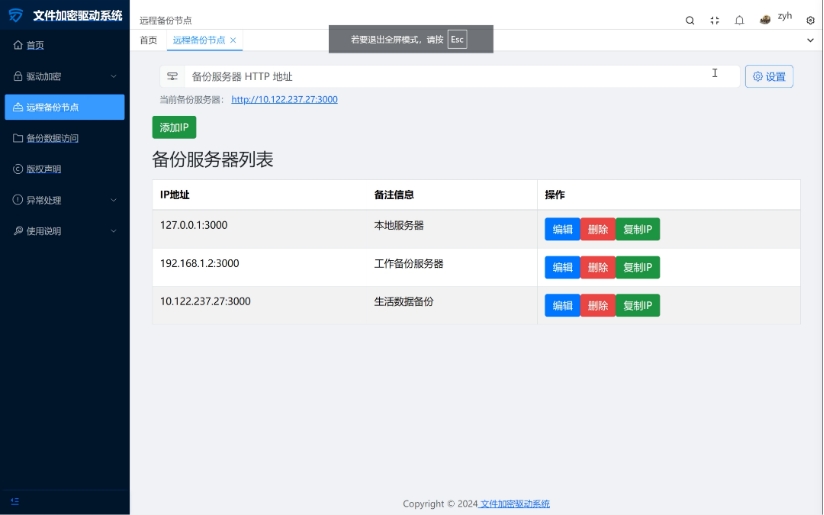 文件加密驱动系统
远程备份节点
zyh
首页
远程备份节点 ×
若要退出全屏模式，请按 Esc
首页
驱动加密
远程备份节点
备份数据访问
版权声明
异常处理
使用说明
备份服务器 HTTP 地址
设置
当前备份服务器： http://10.122.237.27:3000
添加IP
备份服务器列表
IP地址 备注信息 操作
127.0.0.1:3000 本地服务器 编辑 删除 复制IP
192.168.1.2:3000 工作备份服务器 编辑 删除 复制IP
10.122.237.27:3000 生活数据备份 编辑 删除 复制IP
Copyright © 2024 文件加密驱动系统